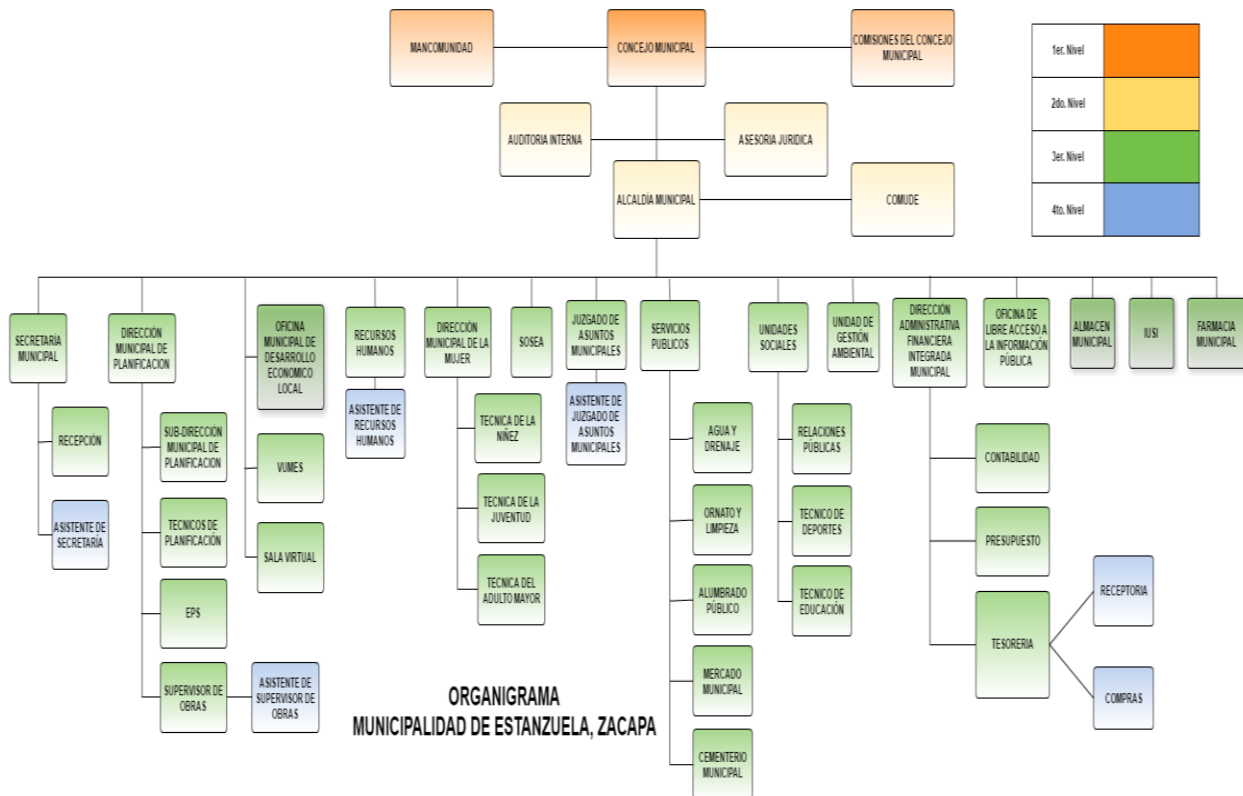 MANCOMUNIDAD
CONCEJO MUNICIPAL
COMISIONES DEL CONCEJO
MUNICIPAL
1er. Nivel
2do. Nivel
3er. Nivel
4to. Nivel
AUDITORIA INTERNA
ASESORIA JURIDICA
ALCALDÍA MUNICIPAL
COMUDE
SECRETARÍA
MUNICIPAL
DIRECCIÓN
MUNICIPAL DE
PLANIFICACION
OFICINA
MUNICIPAL DE
DESARROLLO
ECONOMICO
LOCAL
RECURSOS
HUMANOS
DIRECCIÓN
MUNICIPAL DE LA
MUJER
SOSEA
JUZGADO DE
ASUNTOS
MUNICIPALES
SERVICIOS
PUBLICOS
UNIDADES
SOCIALES
UNIDAD DE
GESTIÓN
AMBIENTAL
DIRECCIÓN
ADMINISTRATIVA
FINANCIERA
INTEGRADA
MUNICIPAL
OFICINA DE
LIBRE ACCESO A
LA INFORMACIÓN
PÚBLICA
ALMACEN
MUNICIPAL
IUSI
FARMACIA
MUNICIPAL
RECEPCIÓN
ASISTENTE DE
SECRETARÍA
SUB-DIRECCIÓN
MUNICIPAL DE
PLANIFICACION
TECNICOS DE
PLANIFICACIÓN
EPS
SUPERVISOR DE
OBRAS
ASISTENTE DE
SUPERVISOR DE
OBRAS
VUMES
SALA VIRTUAL
ASISTENTE DE
RECURSOS
HUMANOS
TECNICA DE LA
NIÑEZ
TECNICA DE LA
JUVENTUD
TECNICA DEL
ADULTO MAYOR
ASISTENTE DE
JUZGADO DE
ASUNTOS
MUNICIPALES
AGUA Y
DRENAJE
ORNATO Y
LIMPIEZA
ALUMBRADO
PÚBLICO
MERCADO
MUNICIPAL
CEMENTERIO
MUNICIPAL
RELACIONES
PÚBLICAS
TECNICO DE
DEPORTES
TECNICO DE
EDUCACIÓN
CONTABILIDAD
PRESUPUESTO
TESORERIA
RECEPTORIA
COMPRAS
ORGANIGRAMA
MUNICIPALIDAD DE ESTANZUELA, ZACAPA